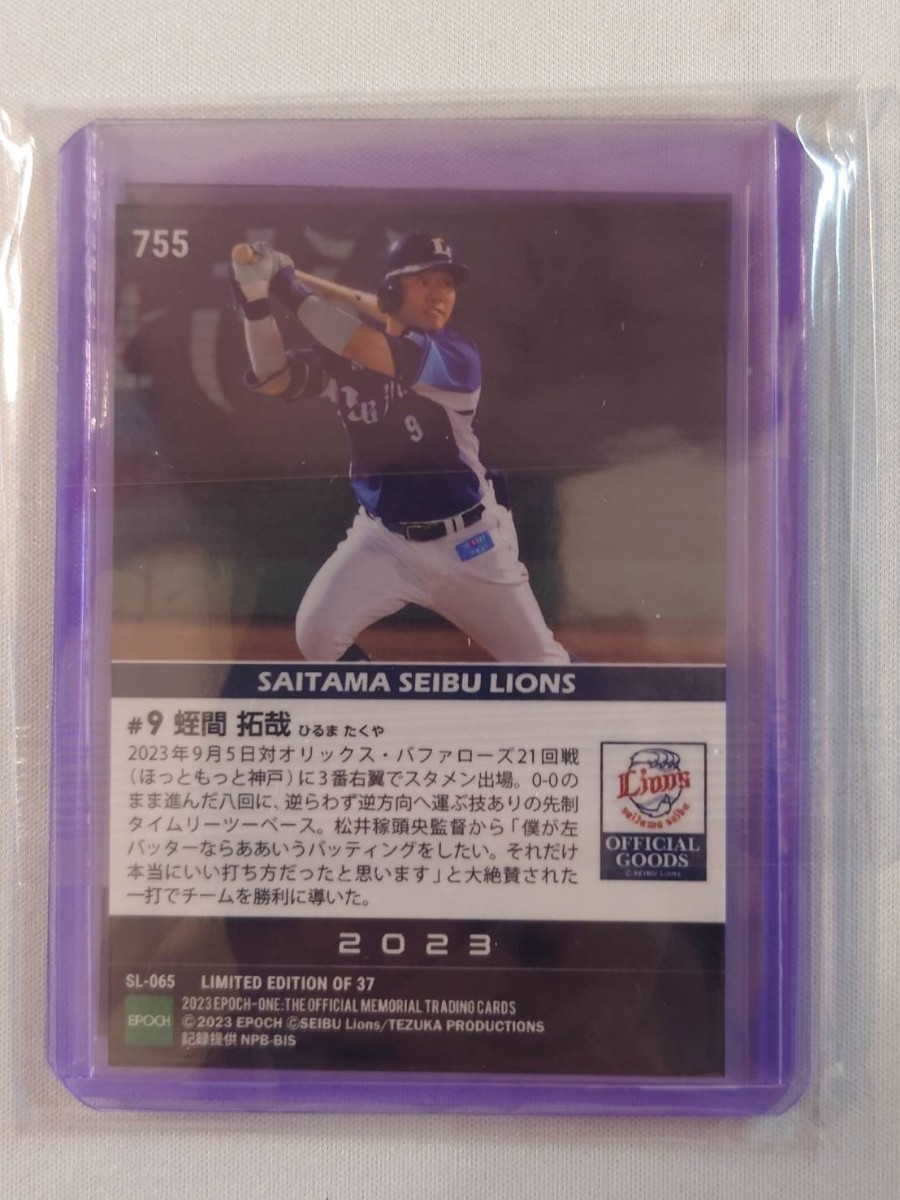 755
L
9
SAITAMA SEIBU LIONS
#9 蛭間 拓哉 ひるま たくや
2023年9月5日対オリックス・バファローズ21回戦
（ほっともっと神戸）に3番右翼でスタメン出場。0-0の
まま進んだ八回に、逆らわず逆方向へ運ぶ技ありの先制
タイムリーツーベース。松井稼頭央監督から「僕が左
バッターならああいうバッティングをしたい。それだけ
本当にいい打ち方だったと思います」と大絶賛された
一打でチームを勝利に導いた。
Lions
saitama seibu
OFFICIAL
GOODS
©SEIBU Lions
2023
SL-065 LIMITED EDITION OF 37
2023 EPOCH-ONE:THE OFFICIAL MEMORIAL TRADING CARDS
EPOCH
©2023 EPOCH ©SEIBU Lions/TEZUKA PRODUCTIONS
記録提供 NPB-BIS